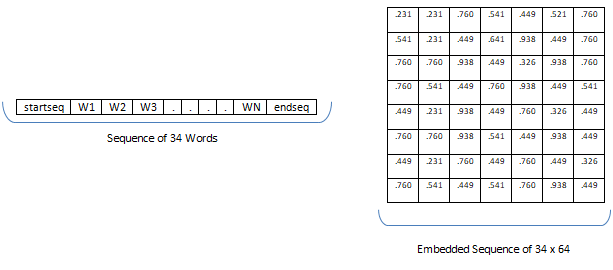 startseq W1 W2 W3 . . . . WN endseq
Sequence of 34 Words
.231 .231 .760 .541 .449 .521 .760
.541 .231 .449 .641 .938 .449 .760
.760 .760 .938 .449 .326 .938 .760
.760 .541 .449 .760 .938 .449 .541
.449 .231 .938 .449 .760 .326 .449
.760 .760 .938 .541 .449 .938 .938
.449 .231 .760 .449 .760 .449 .326
.760 .541 .449 .541 .760 .938 .449
Embedded Sequence of 34 x 64